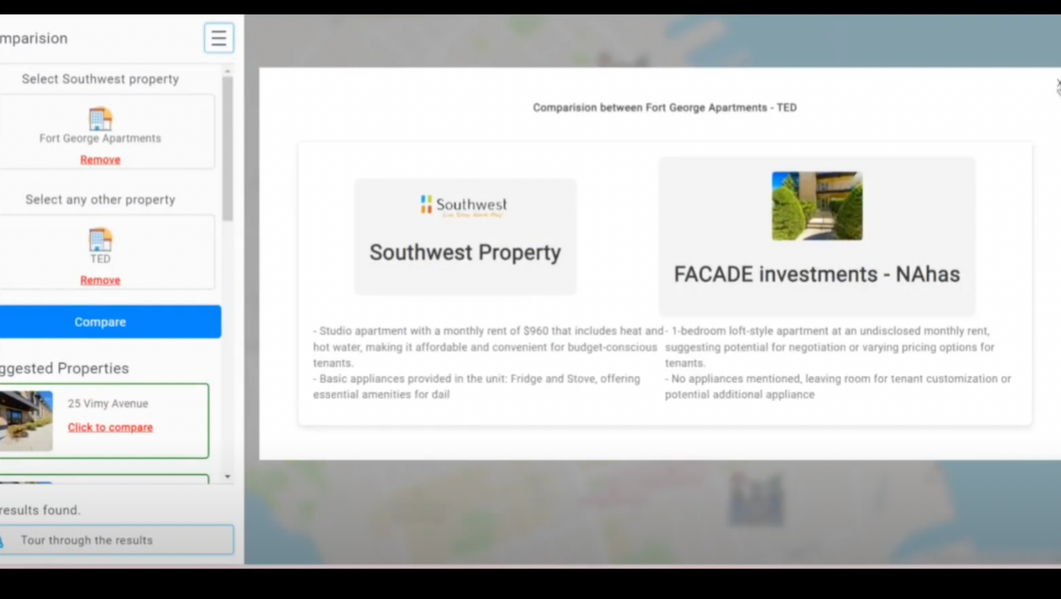 mparision
Select Southwest property
Fort George Apartments
Remove
Select any other property
TED
Remove
Compare
ggested Properties
25 Vimy Avenue
Click to compare
results found.
Tour through the results
Comparision between Fort George Apartments - TED
Southwest
Southwest Property
- Studio apartment with a monthly rent of $960 that includes heat and
hot water, making it affordable and convenient for budget-conscious
tenants.
- Basic appliances provided in the unit: Fridge and Stove, offering
essential amenities for dail
FACADE investments - NAhas
- 1-bedroom loft-style apartment at an undisclosed monthly rent,
suggesting potential for negotiation or varying pricing options for
tenants.
- No appliances mentioned, leaving room for tenant customization or
potential additional appliance